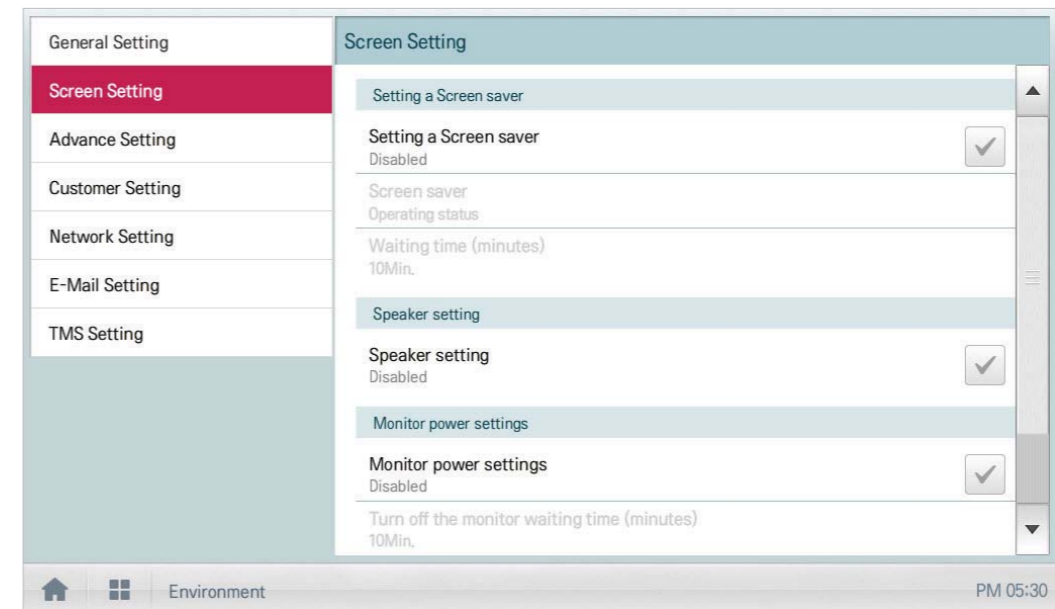 General Setting
Screen Setting
Advance Setting
Customer Setting
Network Setting
E-Mail Setting
TMS Setting
Screen Setting
Setting a Screen saver
Setting a Screen saver
Disabled
Screen saver
Operating status
Waiting time (minutes)
10Min.
Speaker setting
Speaker setting
Disabled
Monitor power settings
Monitor power settings
Disabled
Turn off the monitor waiting time (minutes)
10Min.
Environment
PM 05:30